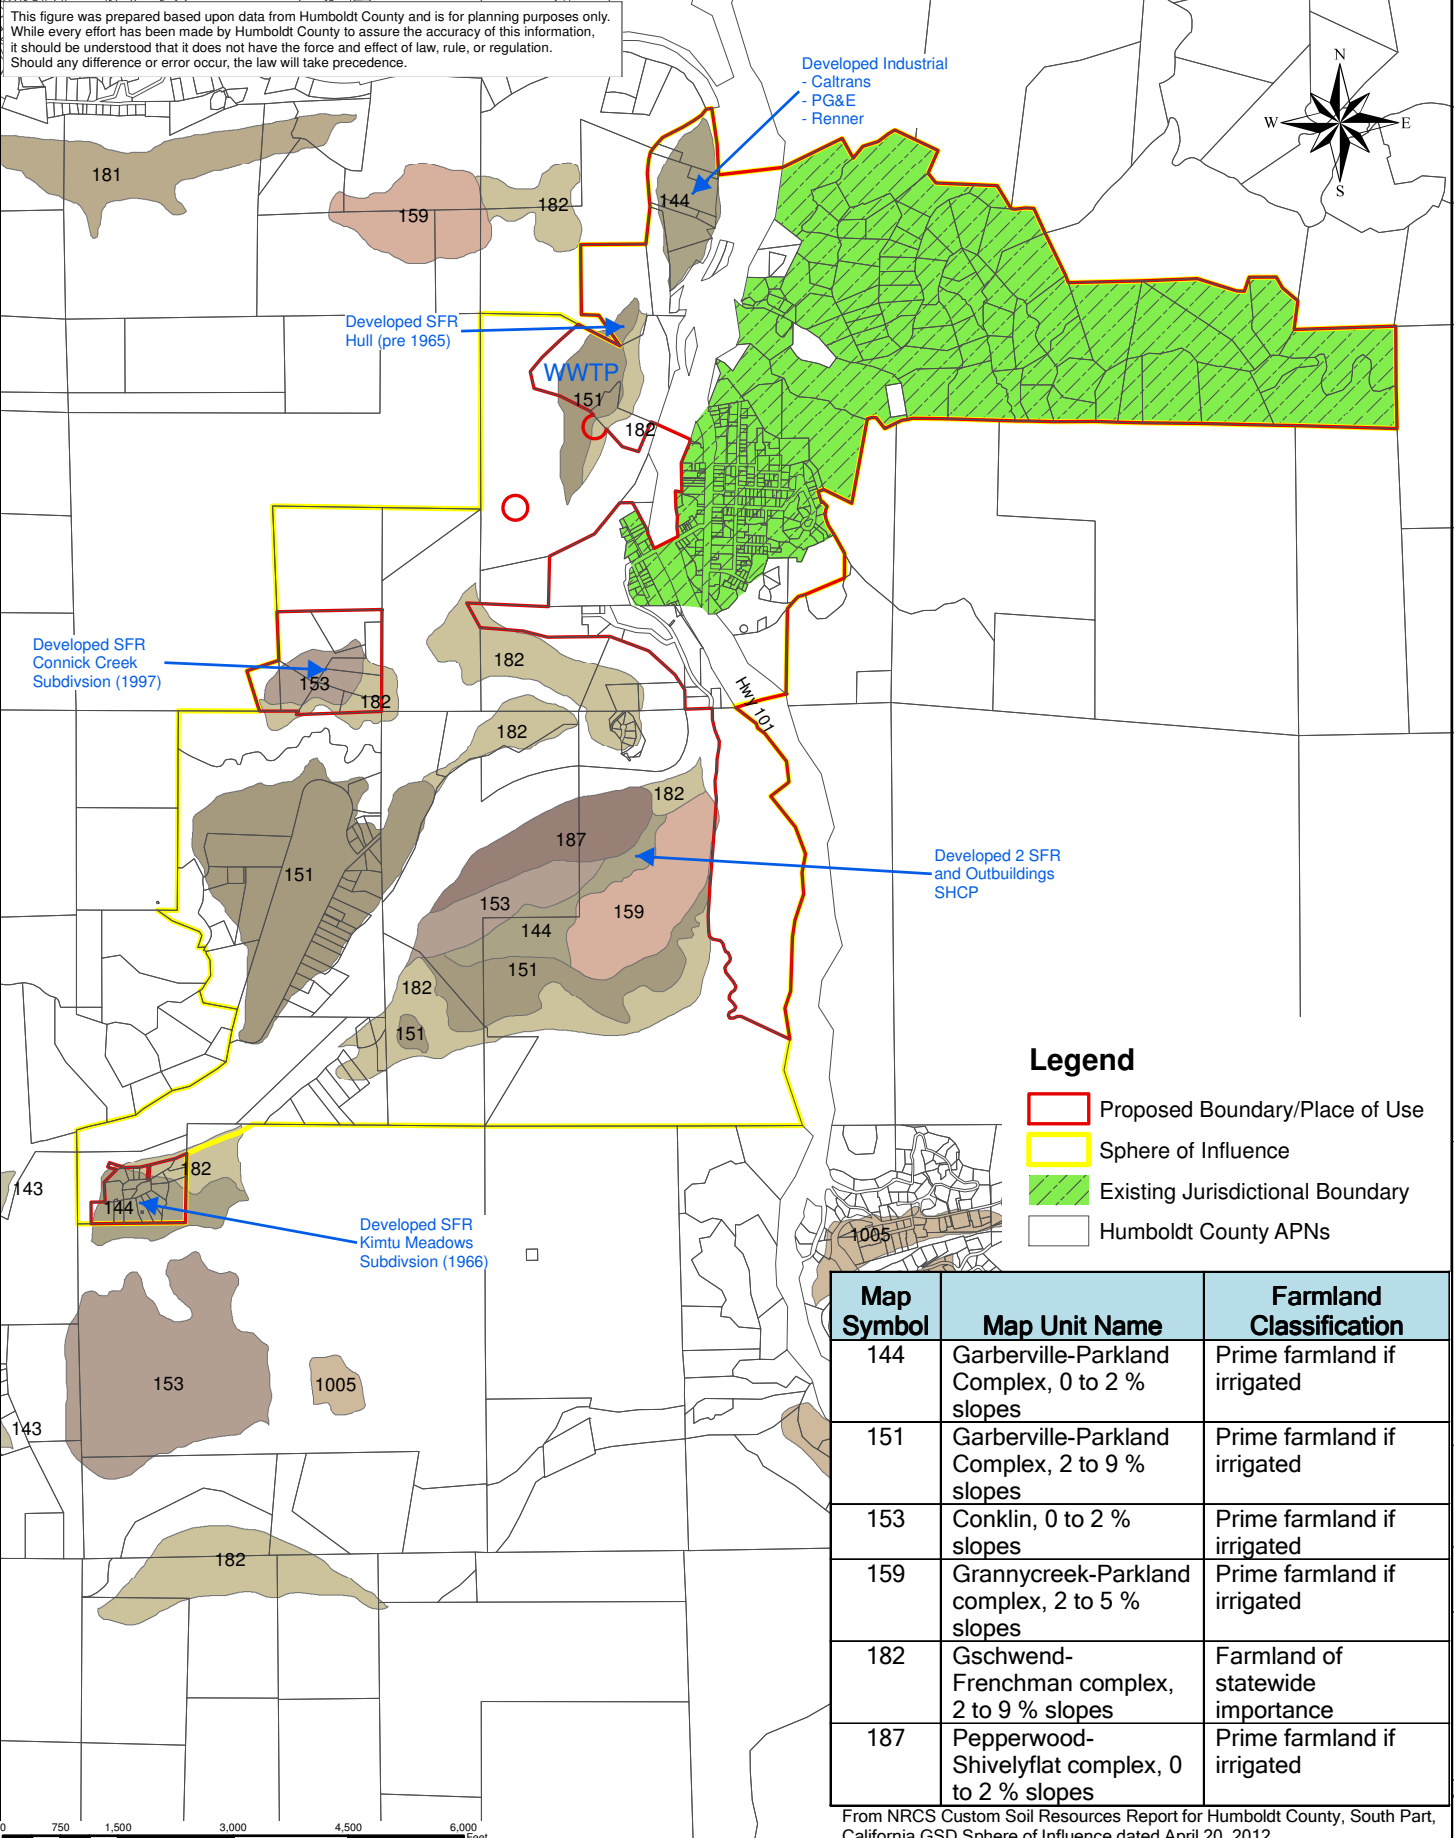 This figure was prepared based upon data from Humboldt County and is for planning purposes only.
While every effort has been made by Humboldt County to assure the accuracy of this information,
it should be understood that it does not have the force and effect of law, rule, or regulation.
Should any difference or error occur, the law will take precedence.
Developed Industrial
- Caltrans
- PG&E
- Renner
N
W
E
S
181
159
182
144
Developed SFR
Hull (pre 1965)
WWTP
151
182
Developed SFR
Connick Creek
Subdivsion (1997)
153
182
182
182
Hwy 101
182
187
151
153
159
144
151
182
151
Developed 2 SFR
and Outbuildings
SHCP
143
182
144
Developed SFR
Kimtu Meadows
Subdivsion (1966)
1005
153
1005
143
182
Legend
Proposed Boundary/Place of Use
Sphere of Influence
Existing Jurisdictional Boundary
Humboldt County APNs
Map Symbol
Map Unit Name
Farmland Classification
144
Garberville-Parkland
Complex, 0 to 2 %
slopes
Prime farmland if
irrigated
151
Garberville-Parkland
Complex, 2 to 9 %
slopes
Prime farmland if
irrigated
153
Conklin, 0 to 2 %
slopes
Prime farmland if
irrigated
159
Grannycreek-Parkland
complex, 2 to 5 %
slopes
Prime farmland if
irrigated
182
Gschwend-
Frenchman complex,
2 to 9 % slopes
Farmland of
statewide
importance
187
Pepperwood-
Shivelyflat complex, 0
to 2 % slopes
Prime farmland if
irrigated
From NRCS Custom Soil Resources Report for Humboldt County, South Part,
California GSD Sphere of Influence dated April 20, 2012
0 750 1,500 3,000 4,500 6,000
Feet